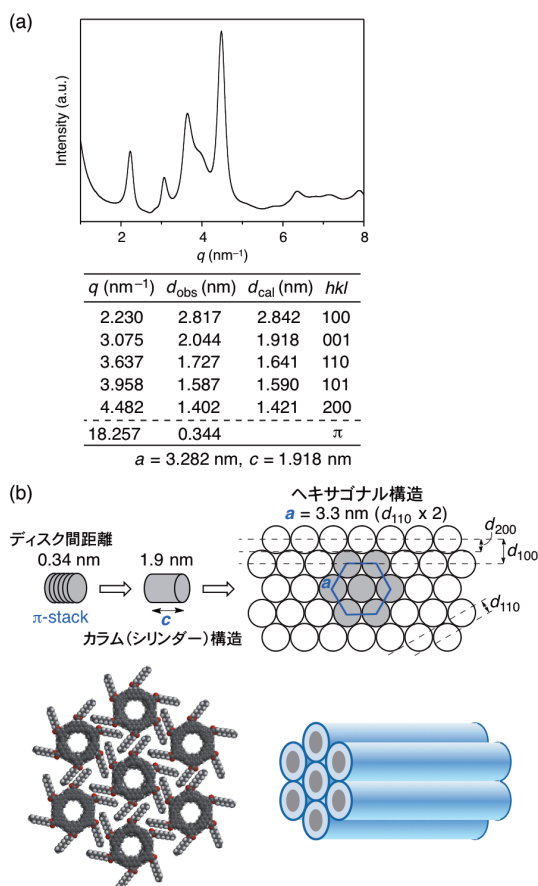 (a)
Intensity (a.u.)
2 4 6 8
q (nm⁻¹)
q (nm⁻¹) dobs (nm) dcal (nm) hkl
2.230 2.817 2.842 100
3.075 2.044 1.918 001
3.637 1.727 1.641 110
3.958 1.587 1.590 101
4.482 1.402 1.421 200
18.257 0.344 π
a = 3.282 nm, c = 1.918 nm
(b)
ヘキサゴナル構造
a = 3.3 nm (d110 x 2)
ディスク間距離
0.34 nm
1.9 nm
π-stack
c
カラム(シリンダー)構造
a
d200
d100
d110